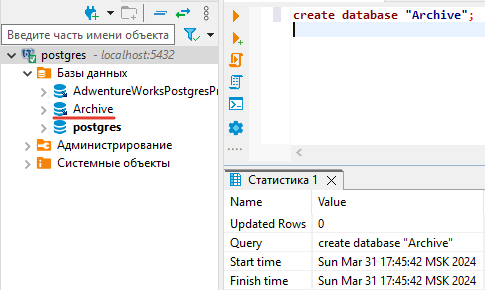 Введите часть имени объекта
postgres - localhost:5432
Базы данных
AdwentureWorksPostgresPr
Archive
postgres
Администрирование
Системные объекты
create database "Archive";
Статистика 1
Name Value
Updated Rows 0
Query create database "Archive"
Start time Sun Mar 31 17:45:42 MSK 2024
Finish time Sun Mar 31 17:45:42 MSK 2024